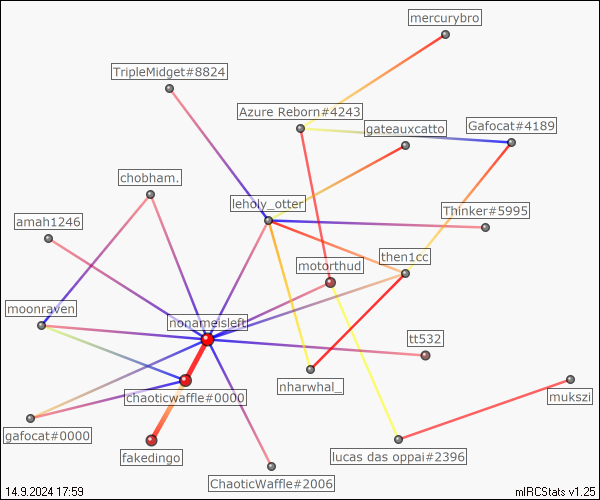 mercurybro
TripleMidget#8824
Azure Reborn#4243
gateauxcatto
Gafocat#4189
chobham.
leholy_otter
Thinker#5995
amah1246
then1cc
motorthud
moonraven
nonameisleft
tt532
nharwhal_
mukszi
chaoticwaffle#0000
gafocat#0000
fakedingo
lucas das oppai#2396
ChaoticWaffle#2006
14.9.2024 17:59
mIRCStats v1.25